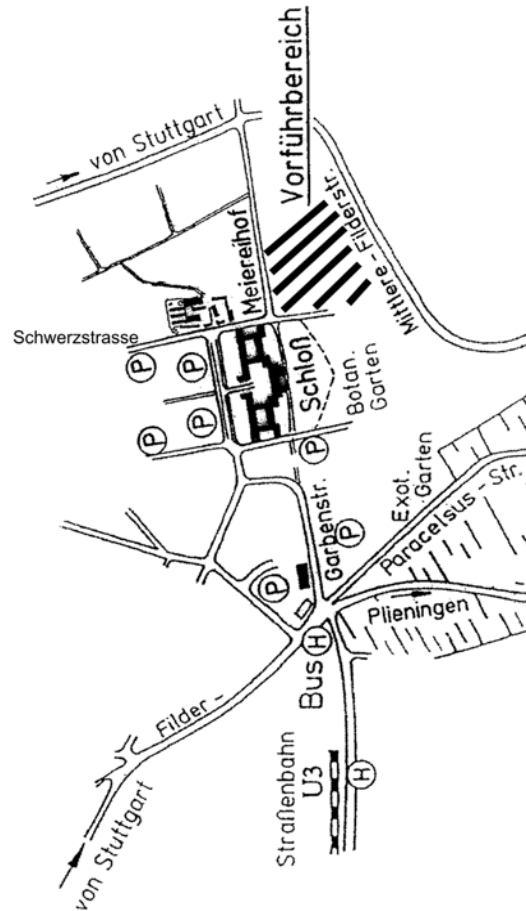 von Stuttgart
Vorführbereich
Meiereihof
Mittlere-Filderstr.
Schwerzstrasse
P
P
P
P
Schloß
Botan.
Garten
P
Garbenstr.
P
P
Exot.
Gärten
Paracelsus-Str.
Plieningen
H
Bus
Filder-
Straßenbahn
U3
H
von Stuttgart